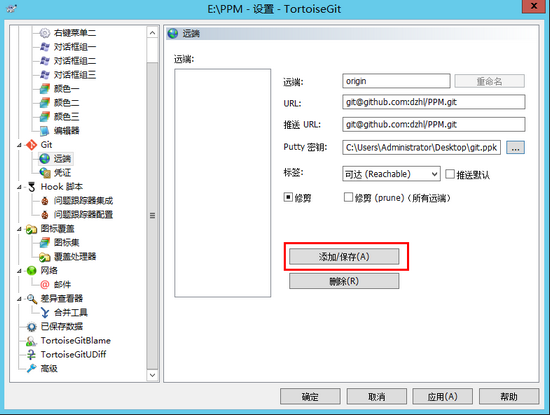 E:\PPM - 设置 - TortoiseGit
右键菜单二
对话框组一
对话框组二
对话框组三
颜色一
颜色二
颜色三
编辑器
Git
远端
凭证
Hook 脚本
问题跟踪器集成
问题跟踪器配置
图标覆盖
图标集
覆盖处理器
网络
邮件
差异查看器
合并工具
已保存数据
TortoiseGitBlame
TortoiseGitUDiff
高级
远端
远端:
远端: origin 重命名
URL: git@github.com:dzhl/PPM.git
推送 URL: git@github.com:dzhl/PPM.git
Putty 密钥: C:\Users\Administrator\Desktop\git.ppk ...
标签: 可达 (Reachable) 推送默认
修剪 修剪 (prune) (所有远端)
添加/保存(A)
删除(R)
确定 取消 应用(A) 帮助